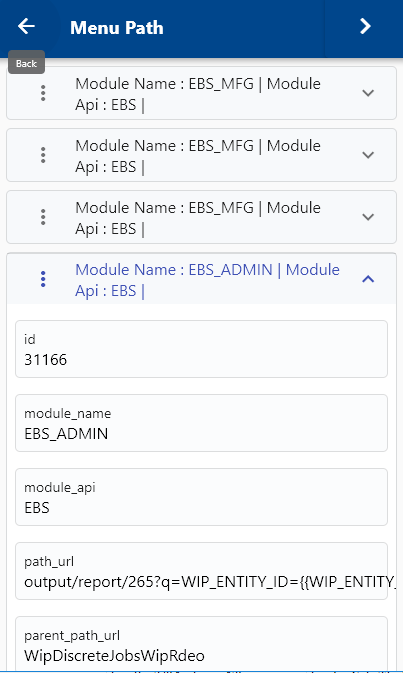 Menu Path
Back
Module Name : EBS_MFG | Module
Api : EBS |
Module Name : EBS_MFG | Module
Api : EBS |
Module Name : EBS_MFG | Module
Api : EBS |
Module Name : EBS_ADMIN | Module
Api : EBS |
id
31166
module_name
EBS_ADMIN
module_api
EBS
path_url
output/report/265?q=WIP_ENTITY_ID={{WIP_ENTITY_
parent_path_url
WipDiscreteJobsWipRdeo